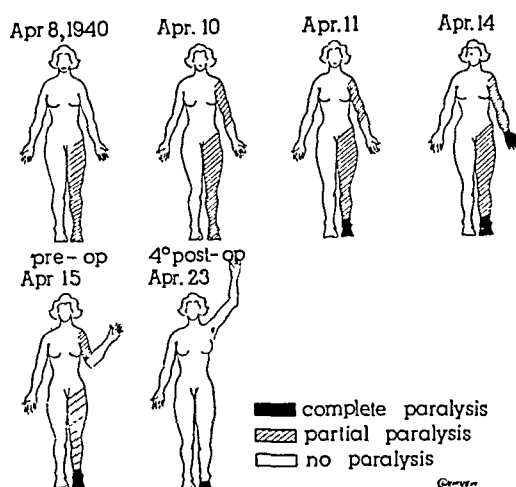 Apr 8, 1940
Apr. 10
Apr. 11
Apr. 14
pre-op
Apr 15
4° post-op
Apr. 23
complete paralysis
partial paralysis
no paralysis